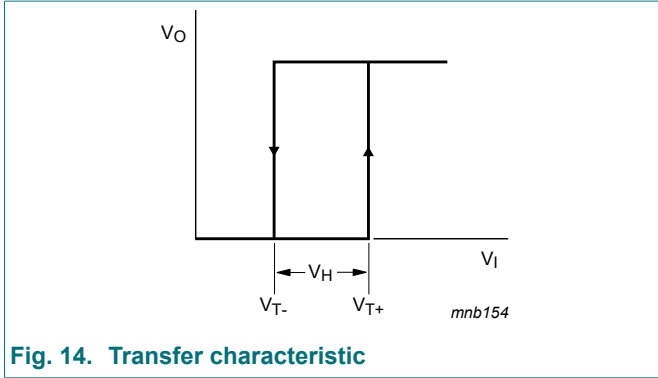 VO
VI
VH
VT-
VT+
mnb154
Fig. 14. Transfer characteristic